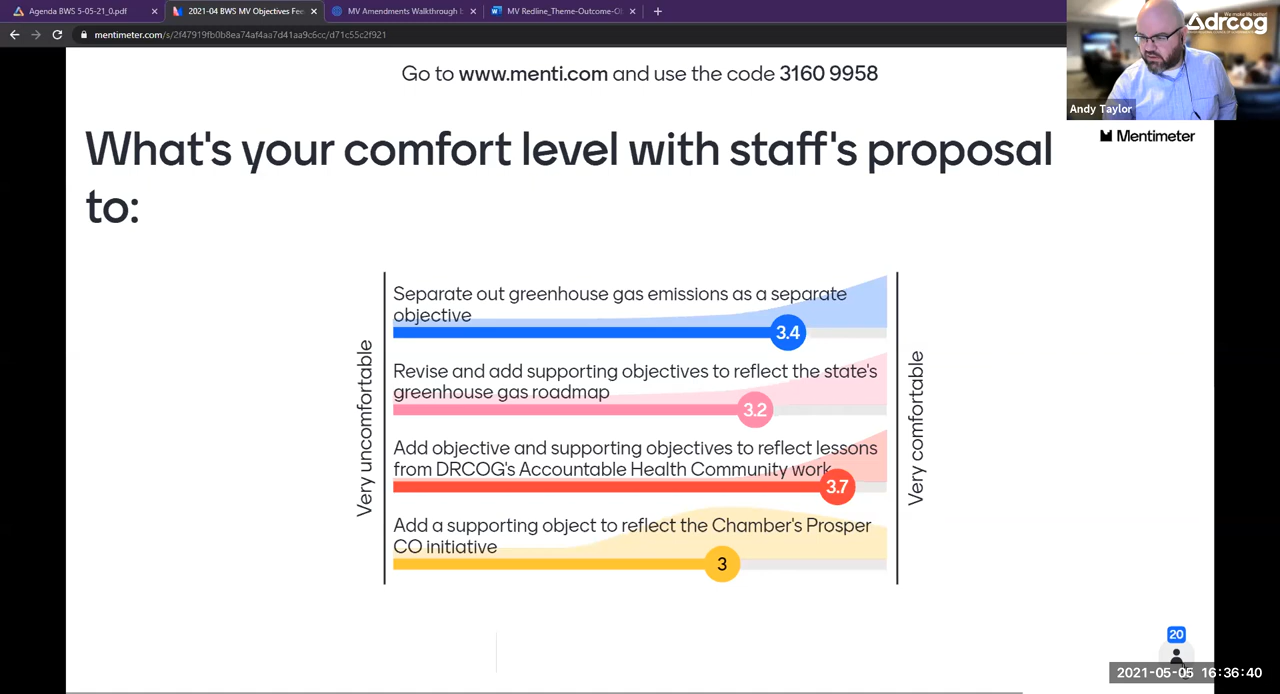 Agenda BWS 5-05-21_0.pdf
2021-04 BWS MV Objectives Fee
MV Amendments Walkthrough
MV Redline_Theme-Outcome-O
mentimeter.com/s/2f47919fb0b8ea74af4aa7d41aa9c6cc/d71c55c2f921
We make life better!
drcog
Andy Taylor
Go to www.menti.com and use the code 3160 9958
Mentimeter
What's your comfort level with staff's proposal
to:
Very uncomfortable
Separate out greenhouse gas emissions as a separate
objective
3.4
Revise and add supporting objectives to reflect the state's
greenhouse gas roadmap
3.2
Add objective and supporting objectives to reflect lessons
from DRCOG's Accountable Health Community work
3.7
Add a supporting object to reflect the Chamber's Prosper
CO initiative
3
Very comfortable
20
2021-05-05 16:36:40